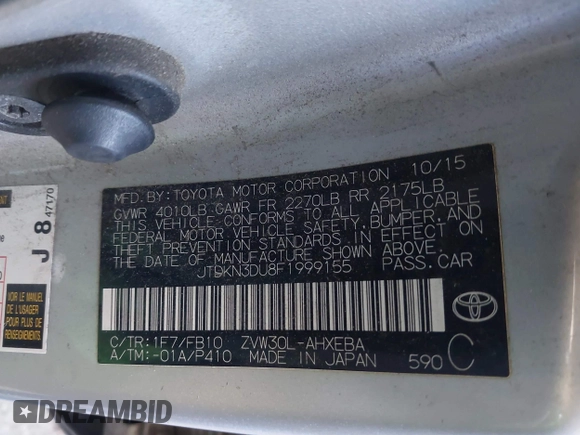 MFD. BY: TOYOTA MOTOR CORPORATION 10/15
GVWR 4010LB GAWR FR 2270LB RR 2175LB
THIS VEHICLE CONFORMS TO ALL APPLICABLE
FEDERAL MOTOR VEHICLE SAFETY, BUMPER, AND
THEFT PREVENTION STANDARDS IN EFFECT ON THE
DATE OF MANUFACTURE SHOWN ABOVE.
JTDKN3DU8F1999155 PASS. CAR
C/TR: 1F7/FB10 ZVW30L-AHXEBA
A/TM: -01A/P410 MADE IN JAPAN 590 C
TOYOTA
J 8
47170
VOIR LE
DE L'USAGER
POUR PLUS DE
RENSEIGNEMENTS
DREAMBID